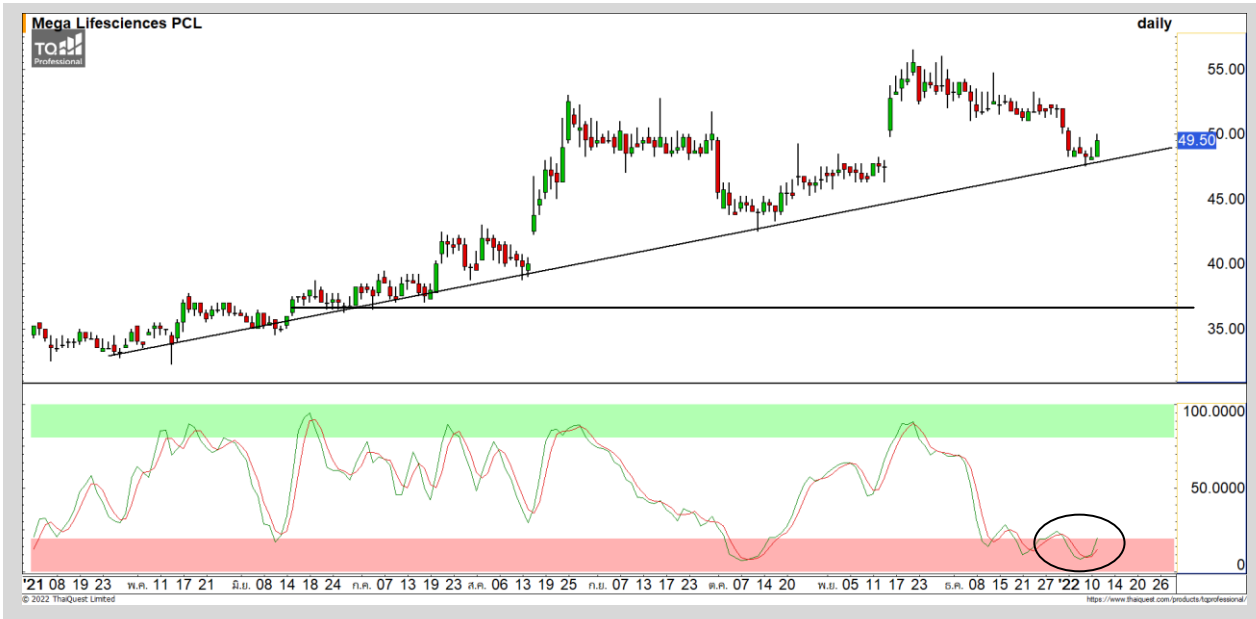 Mega Lifesciences PCL daily
TQ
Professional
55.00
50.00
49.50
45.00
40.00
35.00
100.0000
50.0000
0
'21 08 19 23 พ.ค. 11 17 21 มิ.ย. 08 14 18 24 ก.ค. 07 13 19 23 ส.ค. 06 13 19 25 ก.ย. 07 13 17 23 ต.ค. 07 14 20 พ.ย. 05 11 17 23 ธ.ค. 08 15 21 27 '22 10 14 20 26
© 2022 ThaiQuest Limited https://www.thaiquest.com/products/tqprofessional/